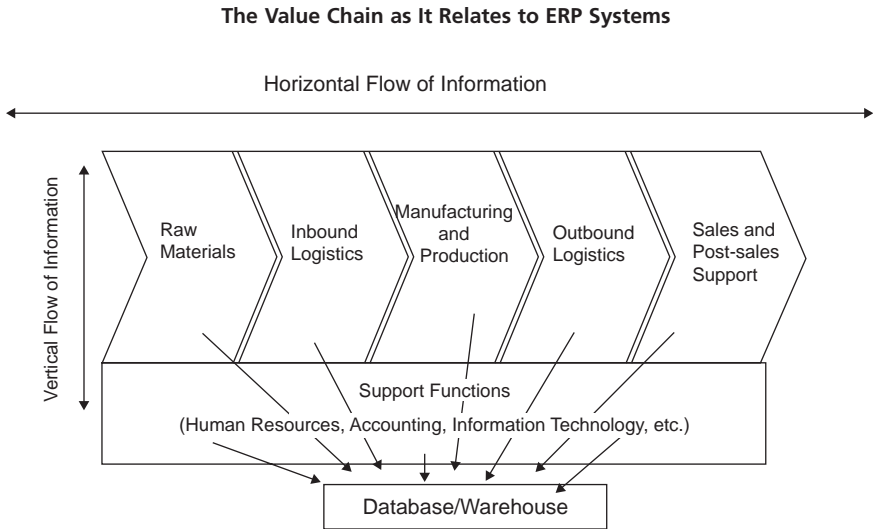 The Value Chain as It Relates to ERP Systems
Horizontal Flow of Information
Vertical Flow of Information
Raw
Materials
Inbound
Logistics
Manufacturing
and
Production
Outbound
Logistics
Sales and
Post-sales
Support
Support Functions
(Human Resources, Accounting, Information Technology, etc.)
Database/Warehouse